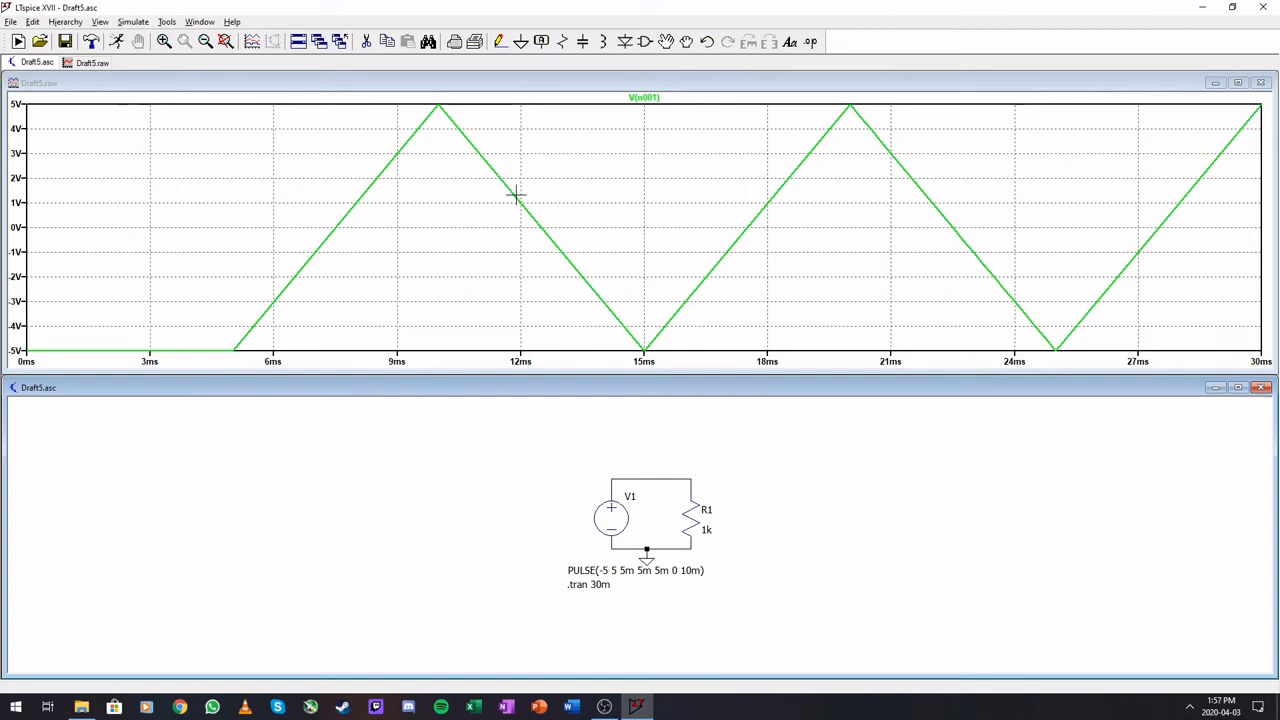 LTspice XVII - Draft5.asc
File Edit Hierarchy View Simulate Tools Window Help
Draft5.asc Draft5.raw
Draft5.raw
V(n001)
5V
4V
3V
2V
1V
0V
-1V
-2V
-3V
-4V
-5V
0ms 3ms 6ms 9ms 12ms 15ms 18ms 21ms 24ms 27ms 30ms
Draft5.asc
V1
R1
1k
PULSE(-5 5 5m 5m 5m 0 10m)
.tran 30m
1:57 PM
2020-04-03